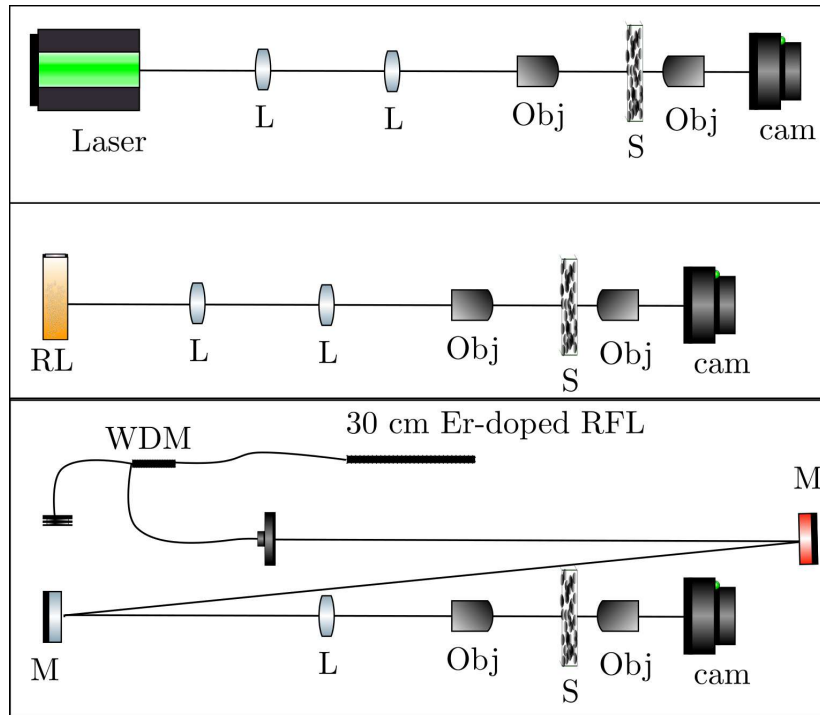 Laser
L
L
Obj
S
Obj
cam
RL
L
L
Obj
S
Obj
cam
30 cm Er-doped RFL
WDM
M
M
L
Obj
S
Obj
cam